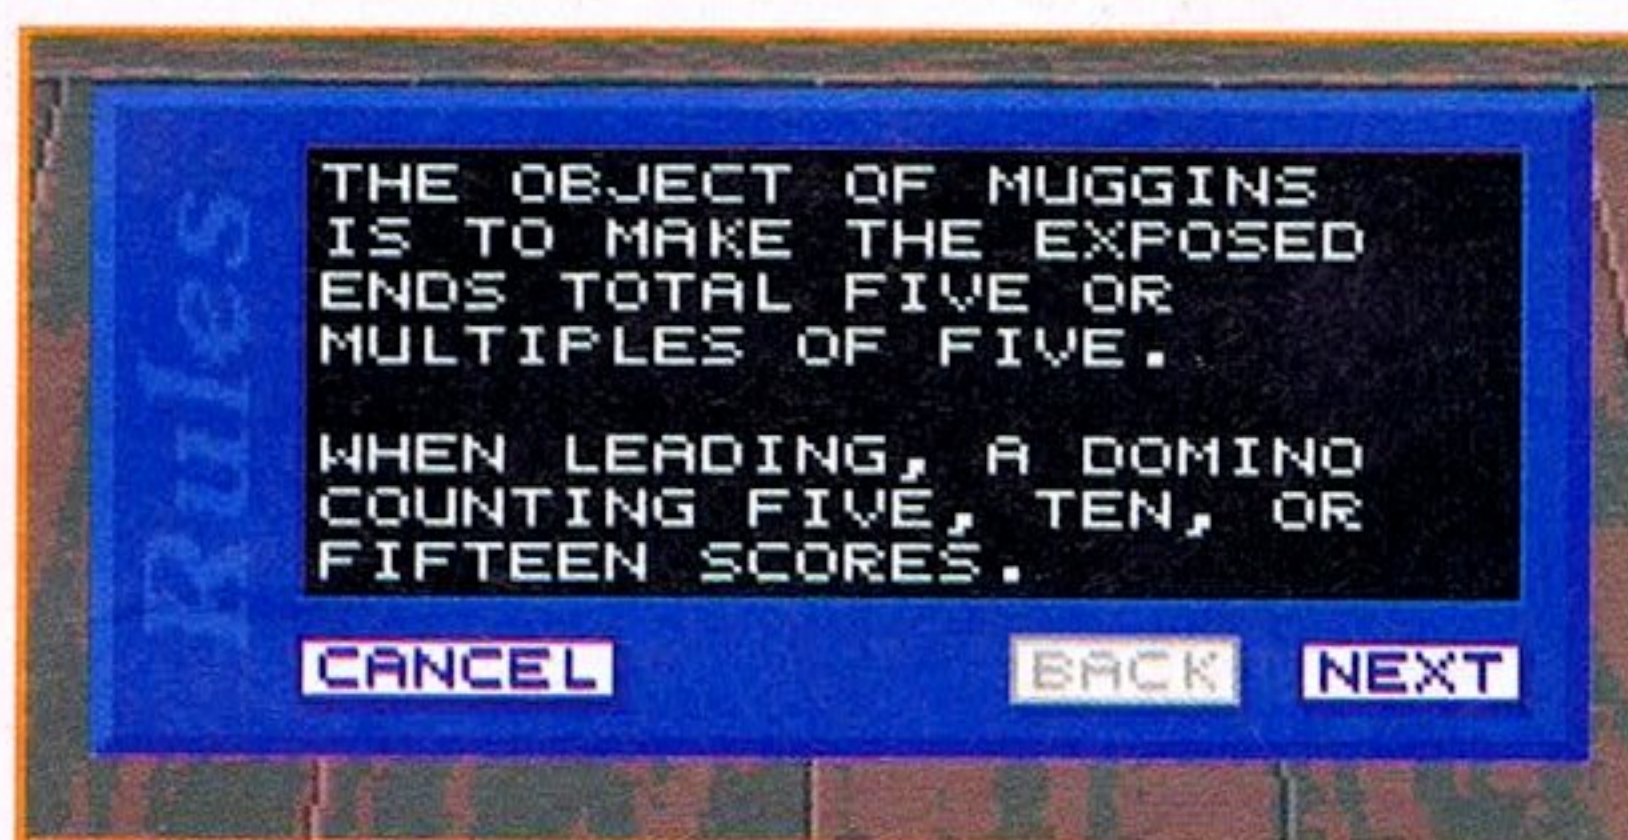 Rules
THE OBJECT OF MUGGINS
IS TO MAKE THE EXPOSED
ENDS TOTAL FIVE OR
MULTIPLES OF FIVE.
WHEN LEADING, A DOMINO
COUNTING FIVE, TEN, OR
FIFTEEN SCORES.
CANCEL
BACK
NEXT